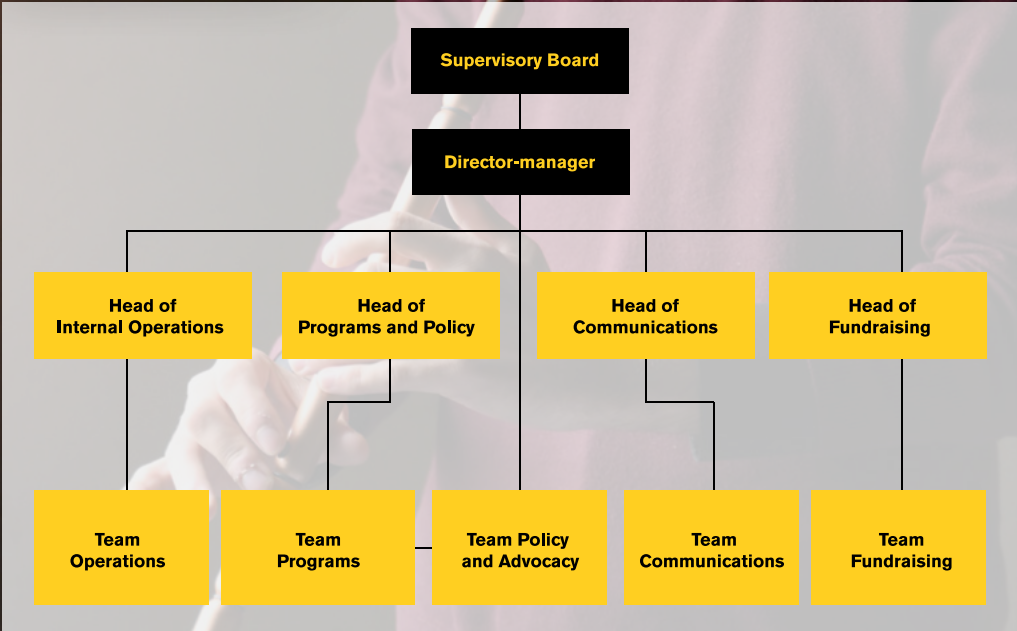 Supervisory Board
Director-manager
Head of
Internal Operations
Head of
Programs and Policy
Head of
Communications
Head of
Fundraising
Team
Operations
Team
Programs
Team Policy
and Advocacy
Team
Communications
Team
Fundraising